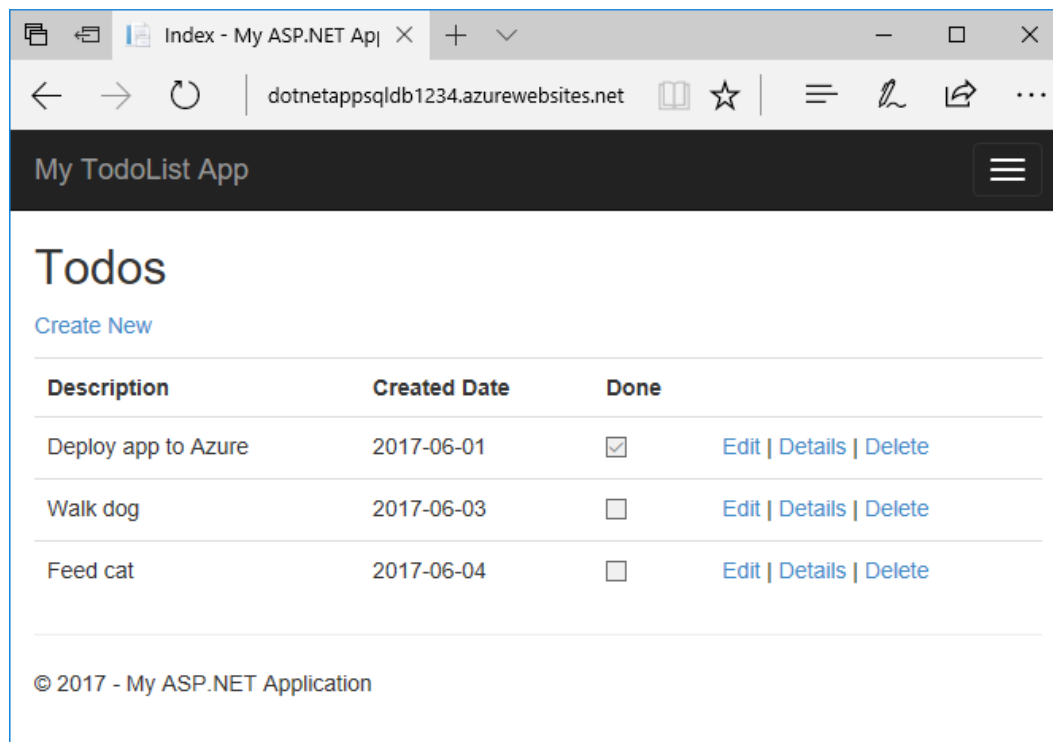 Index - My ASP.NET Ap
dotnetappsqldb1234.azurewebsites.net
My TodoList App
Todos
Create New
Description Created Date Done
Deploy app to Azure 2017-06-01 Edit | Details | Delete
Walk dog 2017-06-03 Edit | Details | Delete
Feed cat 2017-06-04 Edit | Details | Delete
© 2017 - My ASP.NET Application